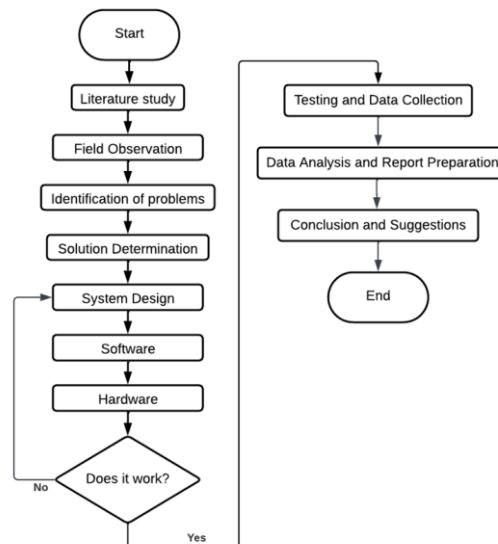 Start
Literature study
Field Observation
Identification of problems
Solution Determination
System Design
Software
Hardware
Does it work?
No
Yes
Testing and Data Collection
Data Analysis and Report Preparation
Conclusion and Suggestions
End